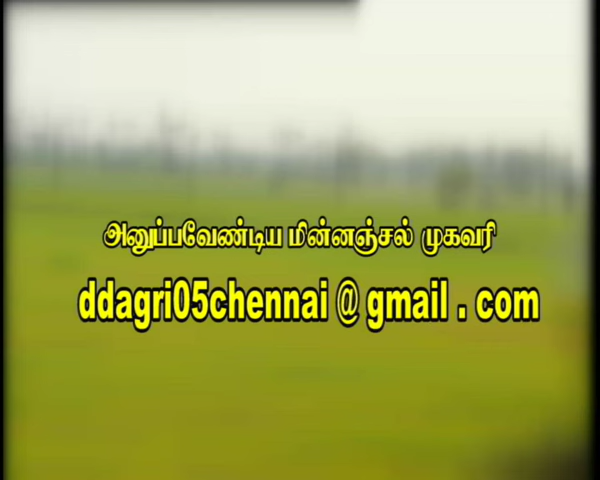 அனுப்பவேண்டிய மின்னஞ்சல் முகவரி
ddagri05chennai @ gmail . com